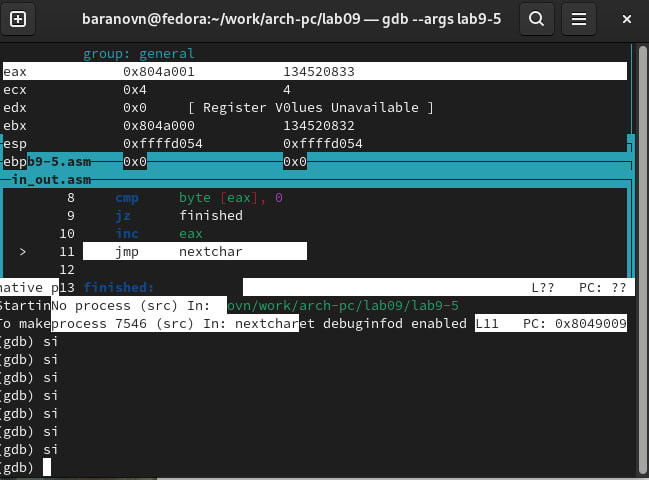 baranovn@fedora:~/work/arch-pc/lab09 — gdb --args lab9-5
group: general
eax 0x804a001 134520833
ecx 0x4 4
edx 0x0 [ Register V0lues Unavailable ]
ebx 0x804a000 134520832
esp 0xffffd054 0xffffd054
ebpb9-5.asm 0x0 0x0
in_out.asm
8 cmp byte [eax], 0
9 jz finished
10 inc eax
> 11 jmp nextchar
12
native p13 finished: L?? PC: ??
StartinNo process (src) In: ovn/work/arch-pc/lab09/lab9-5
To makeprocess 7546 (src) In: nextcharet debuginfod enabled L11 PC: 0x8049009
(gdb) si
(gdb) si
(gdb) si
(gdb) si
(gdb) si
(gdb) si
(gdb) si
(gdb)